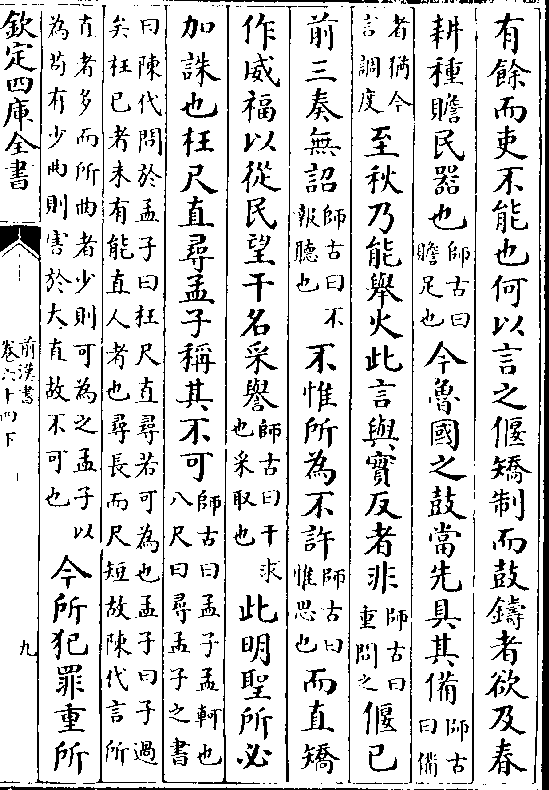 有餘而吏不能也何以言之偃矯制而鼓鑄者欲及春
耕種贍民器也師古曰贍足也今魯國之鼓當先具其備師古曰備
者猶今言調度至秋乃能舉火此言與實反者非師古曰重問之偃已
前三奏無詔師古曰不報聽也不惟所為不許師古曰惟思也而直矯
作威福以從民望干名采譽師古曰干求也采取也此明聖所必
加誅也枉尺直尋孟子稱其不可師古曰孟子孟軻也八尺曰尋孟子之書
曰陳代問於孟子曰枉尺直尋若可為也孟子曰子過矣枉已者未有能直人者也尋長而尺短故陳代言所
直者多而所曲者少則可為之孟子以為苟有少曲則害於大直故不可也今所犯罪重所
欽定四庫全書
前漢書
卷六十四下
九